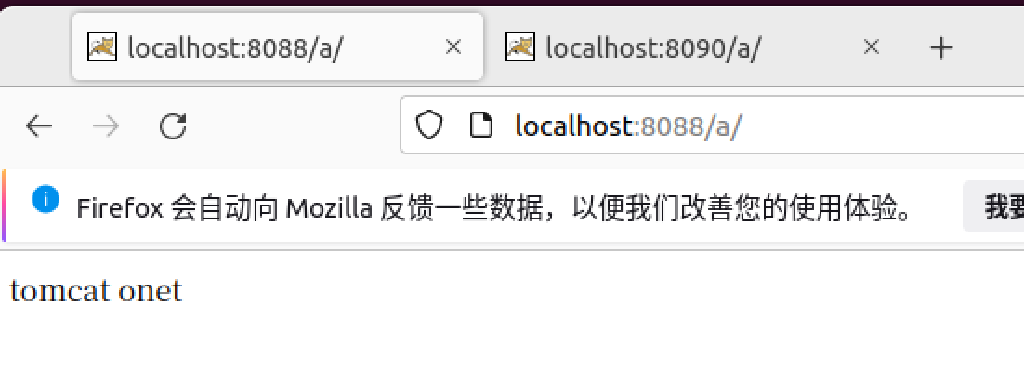 localhost:8088/a/
localhost:8090/a/
localhost:8088/a/
Firefox 会自动向 Mozilla 反馈一些数据，以便我们改善您的使用体验。
我要
tomcat onet